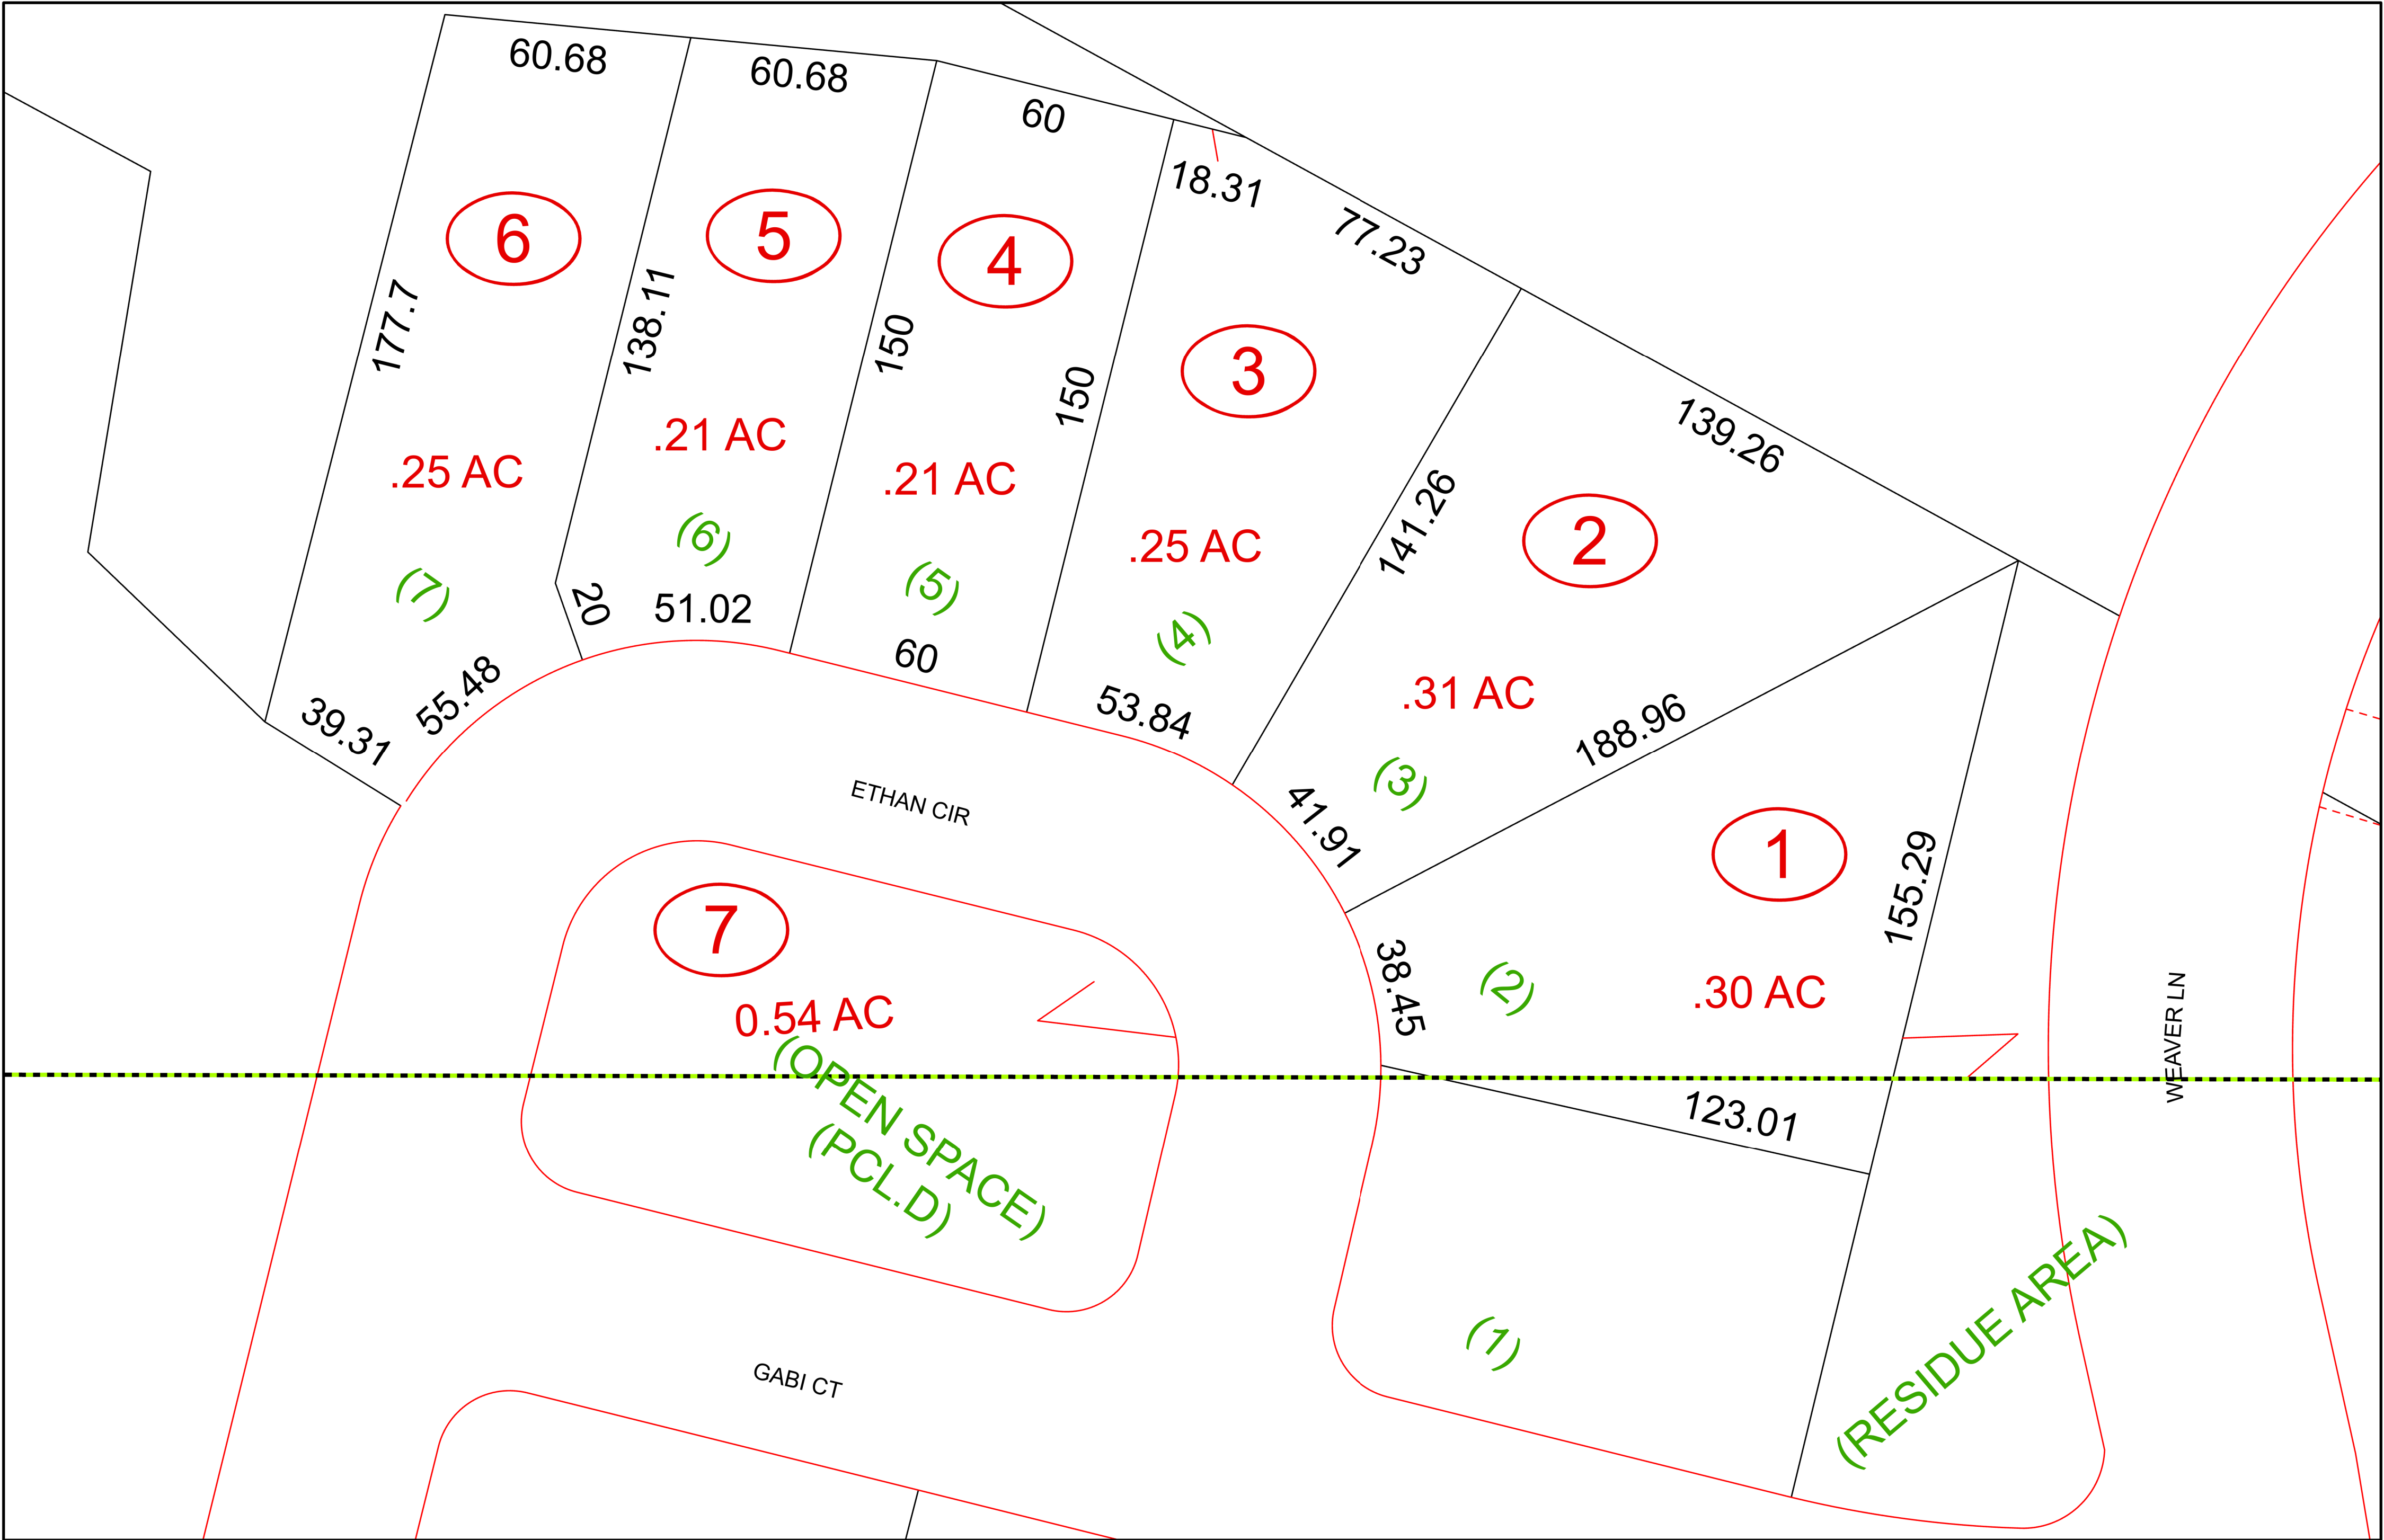 60.68
60.68
60
18.31
77.23
6
5
4
3
177.7
138.11
150
150
139.26
.25 AC
.21 AC
.21 AC
.25 AC
141.26
2
(7)
(6)
(5)
(4)
20
51.02
60
53.84
.31 AC
188.96
39.31
55.48
(3)
ETHAN CIR
41.91
1
155.29
7
0.54 AC
38.45
(2)
.30 AC
WEAVER LN
(OPEN SPACE)
(PCL.D)
123.01
(1)
(RESIDUE AREA)
GABI CT